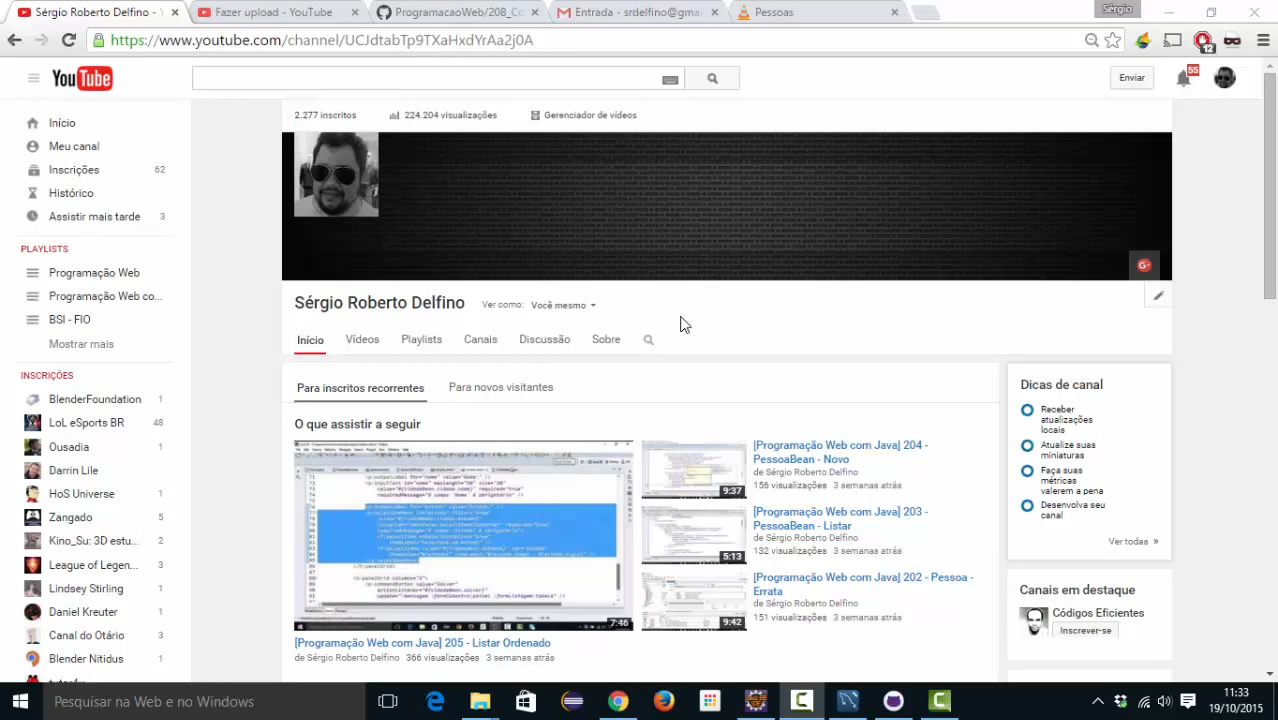 Sérgio Roberto Delfino - Y
Fazer upload - YouTube
ProgramacaoWeb/208_Co
Entrada - srdelfino@gmai
Pessoas
Sérgio
https://www.youtube.com/channel/UCJdtabTp9TXaHxdYrAa2j0A
12
YouTube
Enviar
55
2.277 inscritos
224.204 visualizações
Gerenciador de vídeos
Início
Meu canal
Inscrições 62
Histórico
Assistir mais tarde 3
PLAYLISTS
Programação Web
Programação Web co...
BSI - FIO
Mostrar mais
INSCRIÇÕES
BlenderFoundation 1
LoL eSports BR 48
Ousadia 1
Darrin Lile
HoS Universe
Zangado
Kino_Su: 3D estu... 2
League of Legen... 3
Lindsey Stirling
Daniel Kreuter 1
Canal do Otário 3
Blender Nitidus 1
Sérgio Roberto Delfino
Ver como: Você mesmo
Início Vídeos Playlists Canais Discussão Sobre
Para inscritos recorrentes Para novos visitantes
O que assistir a seguir
7:46
[Programação Web com Java] 205 - Listar Ordenado
de Sérgio Roberto Delfino
366 visualizações 3 semanas atrás
9:37
[Programação Web com Java] 204 -
PessoaBean - Novo
de Sérgio Roberto Delfino
156 visualizações 3 semanas atrás
5:13
[Programação Web com Java] 203 -
PessoaBean - Listar
de Sérgio Roberto Delfino
132 visualizações 3 semanas atrás
9:42
[Programação Web com Java] 202 - Pessoa -
Errata
de Sérgio Roberto Delfino
151 visualizações 3 semanas atrás
Dicas de canal
Receber
atualizações
locais
Atualize suas
miniaturas
Faça suas
métricas
valerem a pena
Desenvolva seu
canal
Ver todas »
Canais em destaque
Códigos Eficientes
Inscrever-se
Pesquisar na Web e no Windows
11:33
19/10/2015